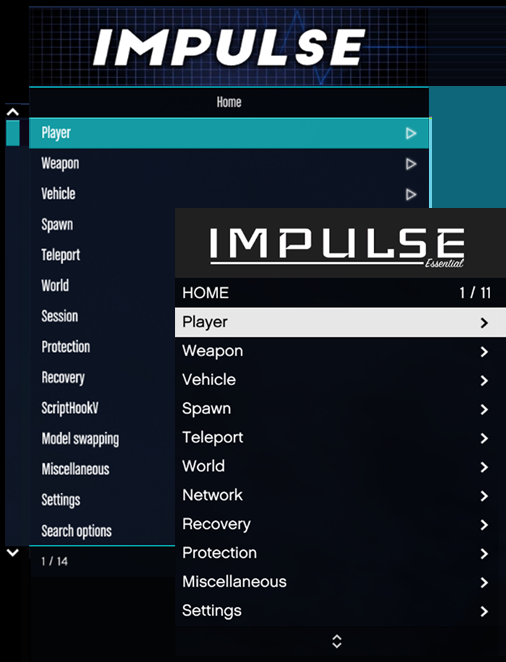 IMPULSE
Home
Player
Weapon
Vehicle
Spawn
Teleport
World
Session
Protection
Recovery
ScriptHookV
Model swapping
Miscellaneous
Settings
Search options
1 / 14
IMPULSE
Essential
HOME 1 / 11
Player
Weapon
Vehicle
Spawn
Teleport
World
Network
Recovery
Protection
Miscellaneous
Settings